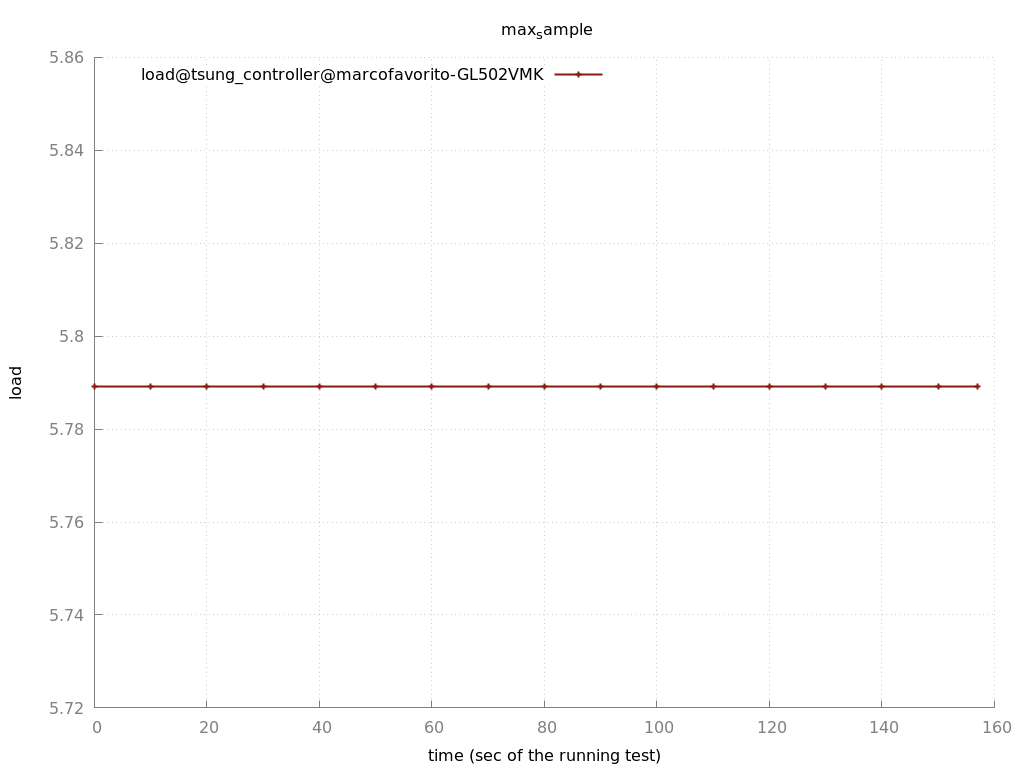 maxsample
load@tsung_controller@marcofavorito-GL502VMK
5.86
5.84
5.82
5.8
5.78
5.76
5.74
5.72
load
0 20 40 60 80 100 120 140 160
time (sec of the running test)